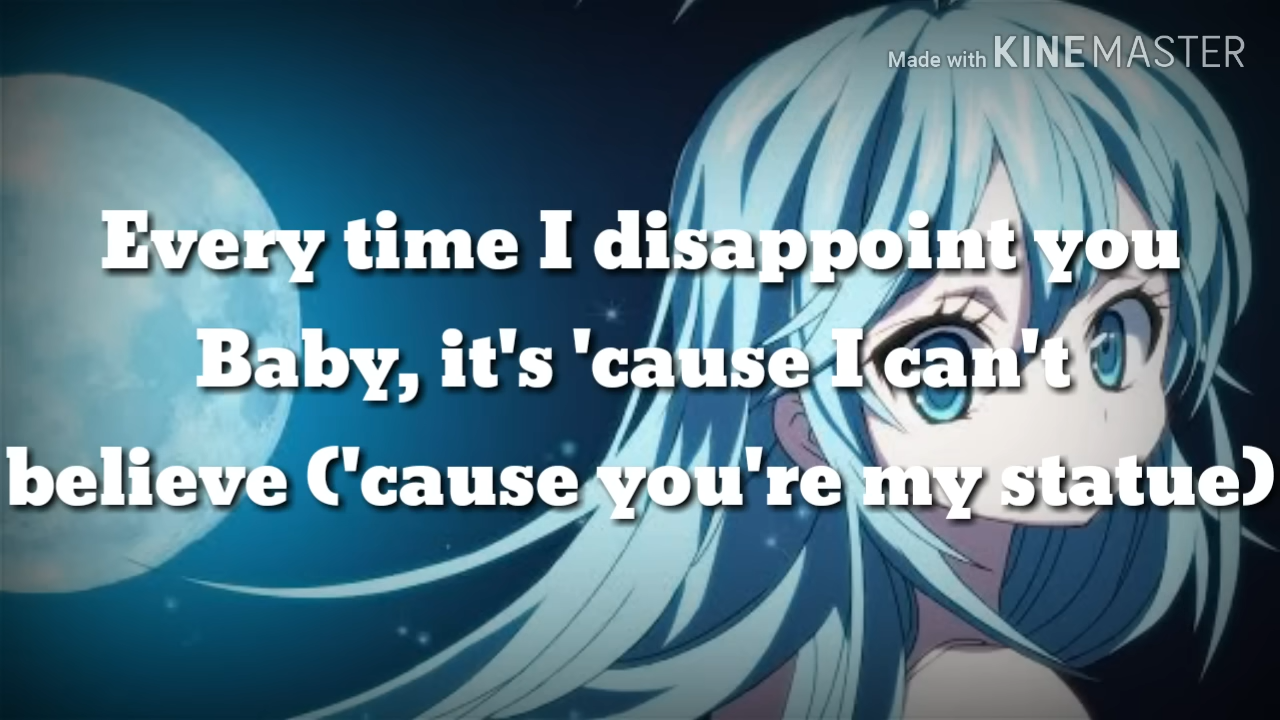 Made with KINEMASTER
Every time I disappoint you
Baby, it's 'cause I can't
believe ('cause you're my statue)